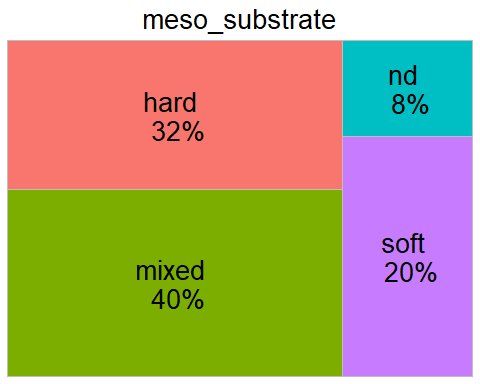 meso_substrate
hard
32%
nd
8%
mixed
40%
soft
20%